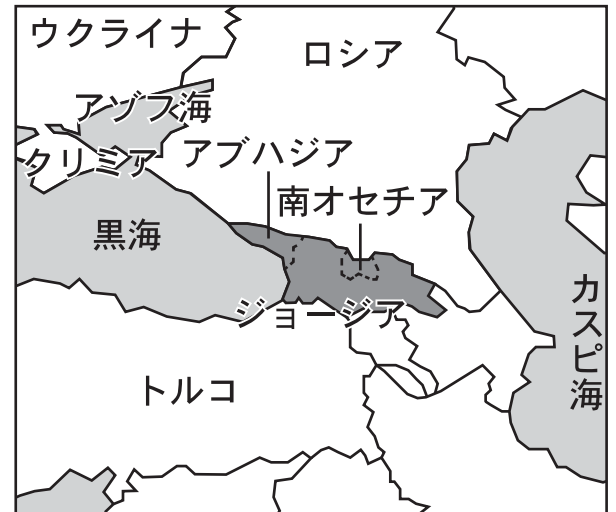 ウクライナ
ロシア
アゾフ海
クリミア
アブハジア
南オセチア
黒海
ジョージア
カスピ海
トルコ